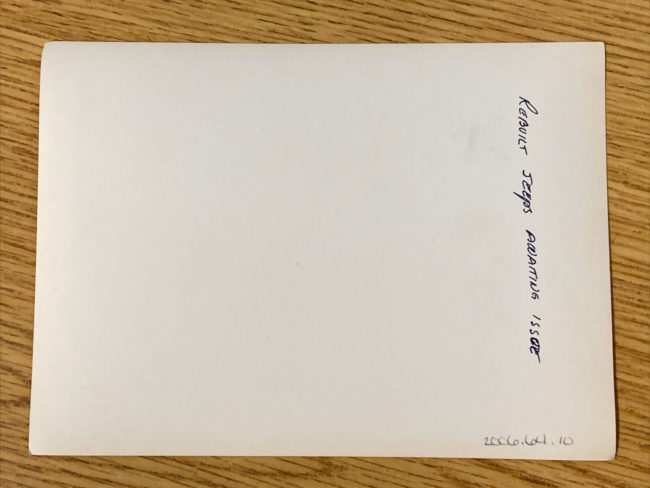 REBUILT JEEPS AWAITING ISSUE
2006.64.10